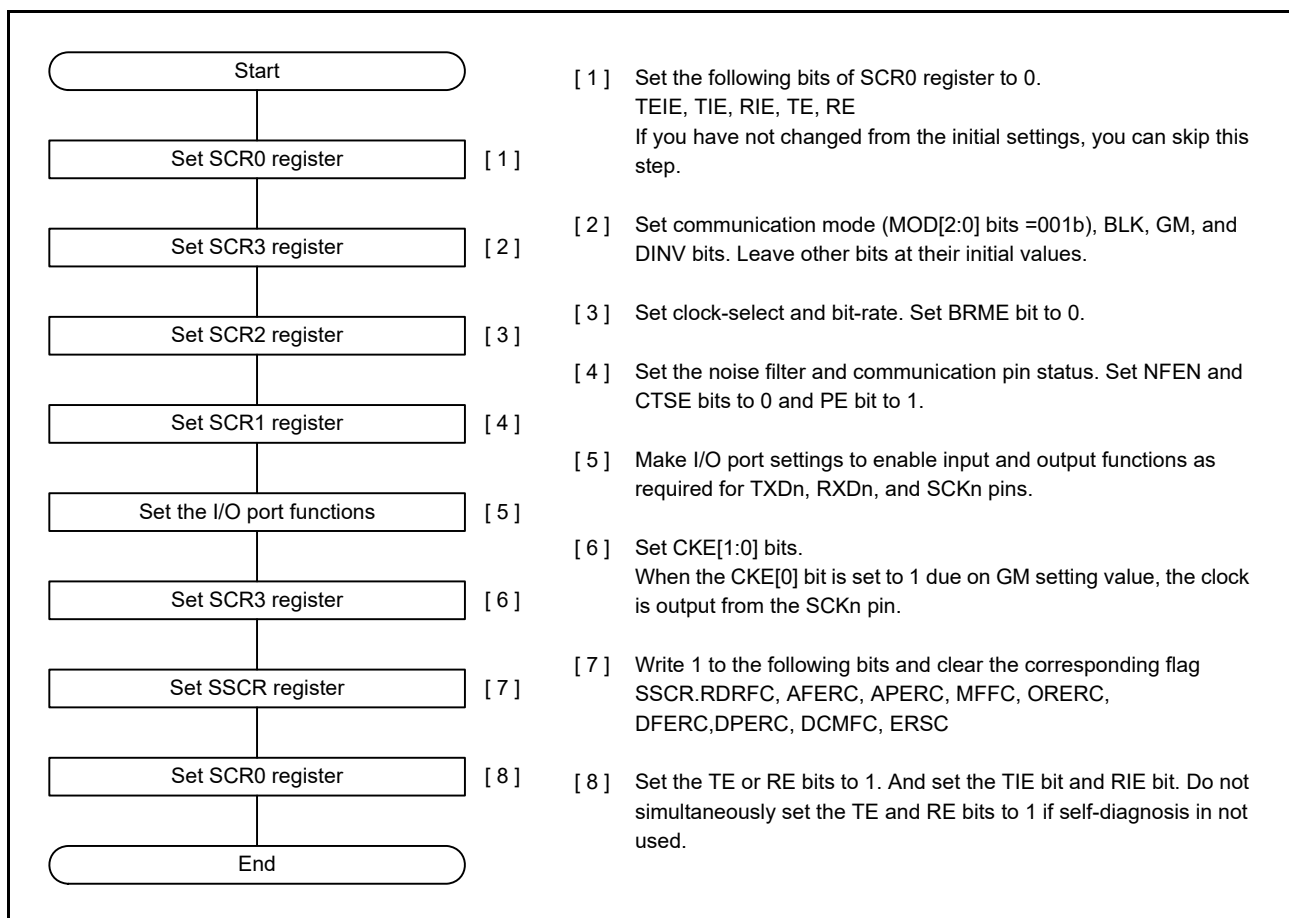 Start
Set SCR0 register [ 1 ]
Set SCR3 register [ 2 ]
Set SCR2 register [ 3 ]
Set SCR1 register [ 4 ]
Set the I/O port functions [ 5 ]
Set SCR3 register [ 6 ]
Set SSCR register [ 7 ]
Set SCR0 register [ 8 ]
End
[ 1 ] Set the following bits of SCR0 register to 0.
TEIE, TIE, RIE, TE, RE
If you have not changed from the initial settings, you can skip this
step.
[ 2 ] Set communication mode (MOD[2:0] bits =001b), BLK, GM, and
DINV bits. Leave other bits at their initial values.
[ 3 ] Set clock-select and bit-rate. Set BRME bit to 0.
[ 4 ] Set the noise filter and communication pin status. Set NFEN and
CTSE bits to 0 and PE bit to 1.
[ 5 ] Make I/O port settings to enable input and output functions as
required for TXDn, RXDn, and SCKn pins.
[ 6 ] Set CKE[1:0] bits.
When the CKE[0] bit is set to 1 due on GM setting value, the clock
is output from the SCKn pin.
[ 7 ] Write 1 to the following bits and clear the corresponding flag
SSCR.RDRFC, AFERC, APERC, MFFC, ORERC,
DFERC,DPERC, DCMFC, ERSC
[ 8 ] Set the TE or RE bits to 1. And set the TIE bit and RIE bit. Do not
simultaneously set the TE and RE bits to 1 if self-diagnosis in not
used.